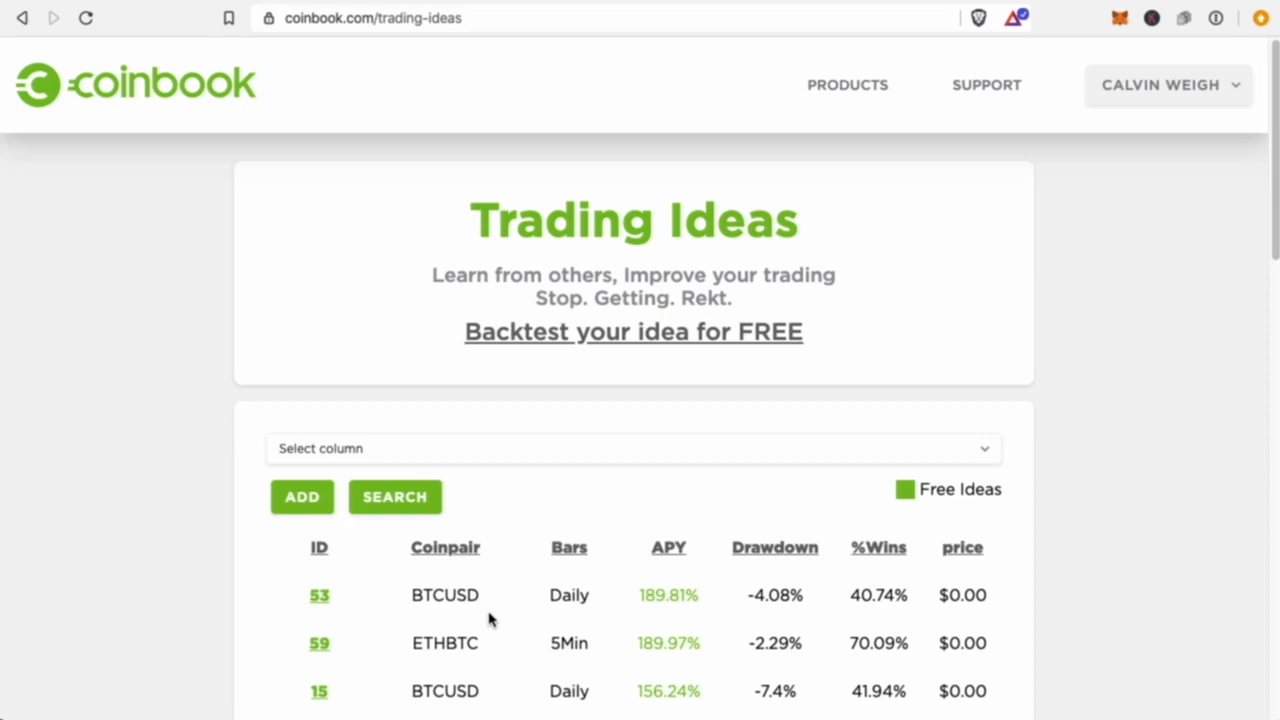 coinbook.com/trading-ideas
coinbook
PRODUCTS
SUPPORT
CALVIN WEIGH
Trading Ideas
Learn from others, Improve your trading
Stop. Getting. Rekt.
Backtest your idea for FREE
Select column
ADD
SEARCH
Free Ideas
ID Coinpair Bars APY Drawdown %Wins price
53 BTCUSD Daily 189.81% -4.08% 40.74% $0.00
59 ETHBTC 5Min 189.97% -2.29% 70.09% $0.00
15 BTCUSD Daily 156.24% -7.4% 41.94% $0.00